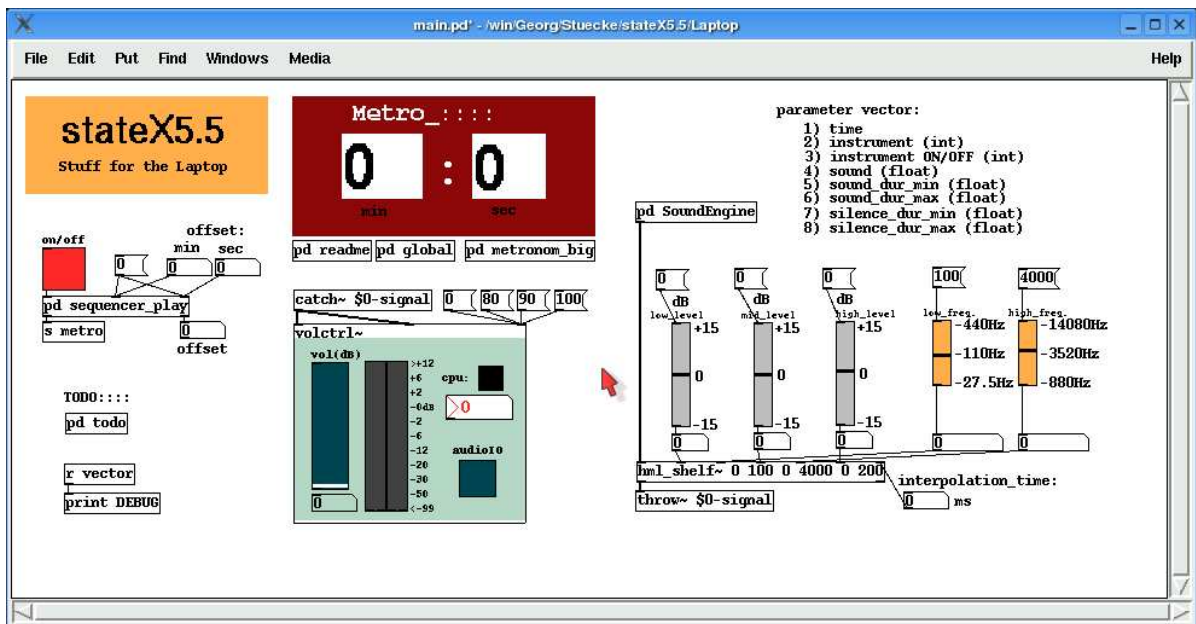 main.pd* - /win/Georg/Stuecke/stateX5.5/Laptop
File Edit Put Find Windows Media Help
stateX5.5
Stuff for the Laptop
on/off
offset:
min sec
0 0 0
pd sequencer_play
s metro
0
offset
TODO::::
pd todo
r vector
print DEBUG
Metro_::::
0 : 0
min sec
pd readme pd global pd metronom_big
catch~ $0-signal 0 80 90 100
volctrl~
vol(dB)
>+12
+6
+2
-0dB
-2
-6
-12
-20
-30
-50
<-99
0
cpu:
>0
audioIO
parameter vector:
1) time
2) instrument (int)
3) instrument ON/OFF (int)
4) sound (float)
5) sound_dur_min (float)
6) sound_dur_max (float)
7) silence_dur_min (float)
8) silence_dur_max (float)
pd SoundEngine
0 0 0 100 4000
dB dB dB
low_level mid_level high_level low_freq. high_freq.
+15 +15 +15 -440Hz -14080Hz
0 0 0 -110Hz -3520Hz
-15 -15 -15 -27.5Hz -880Hz
0 0 0 0 0
hml_shelf~ 0 100 0 4000 0 200
interpolation_time:
throw~ $0-signal
0 ms